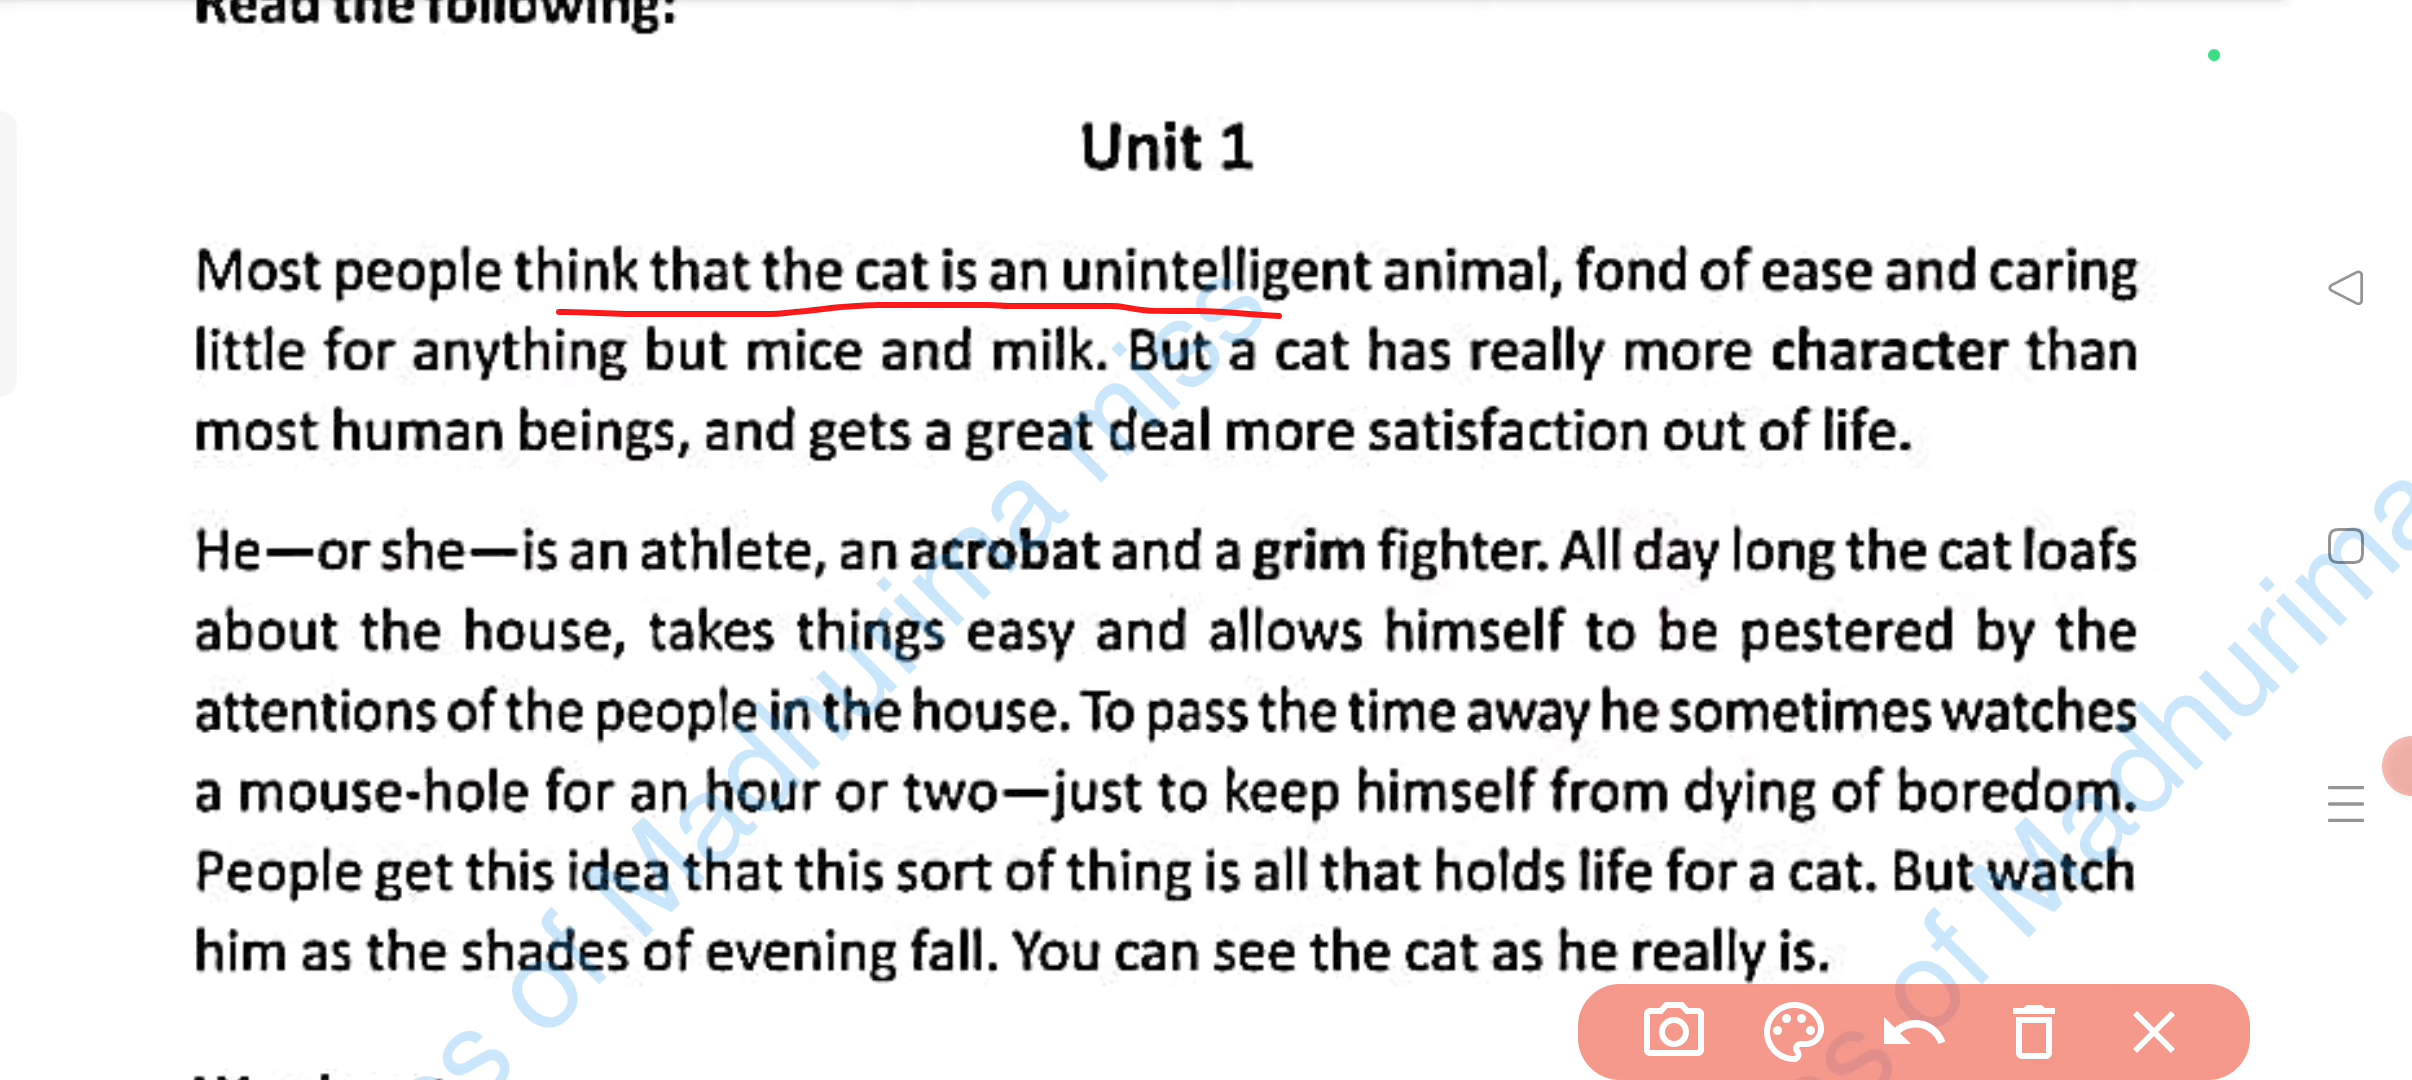 Read the following:
Unit 1
Most people think that the cat is an unintelligent animal, fond of ease and caring
little for anything but mice and milk. But a cat has really more character than
most human beings, and gets a great deal more satisfaction out of life.
He—or she—is an athlete, an acrobat and a grim fighter. All day long the cat loafs
about the house, takes things easy and allows himself to be pestered by the
attentions of the people in the house. To pass the time away he sometimes watches
a mouse-hole for an hour or two—just to keep himself from dying of boredom.
People get this idea that this sort of thing is all that holds life for a cat. But watch
him as the shades of evening fall. You can see the cat as he really is.
of Madhurima miss
of Madhurima